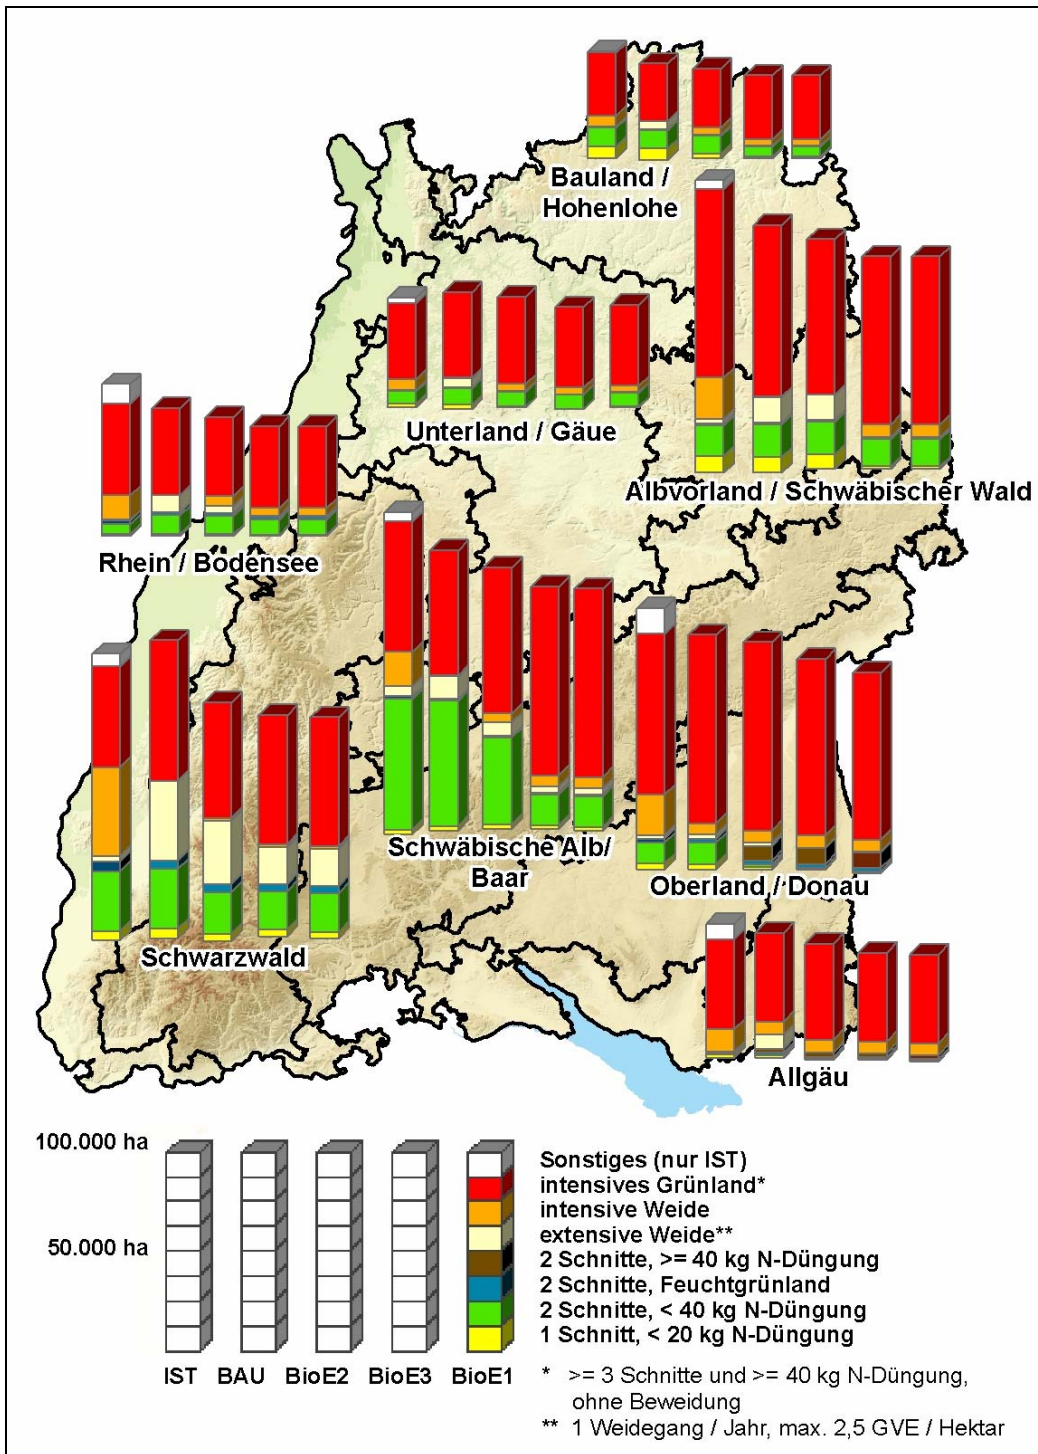 Bauland /
Hohenlohe
Unterland / Gäue
Albvorland / Schwäbischer Wald
Rhein / Bodensee
Schwäbische Alb/
Baar
Oberland / Donau
Schwarzwald
Allgäu
100.000 ha
50.000 ha
Sonstiges (nur IST)
intensives Grünland*
intensive Weide
extensive Weide**
2 Schnitte, >= 40 kg N-Düngung
2 Schnitte, Feuchtgrünland
2 Schnitte, < 40 kg N-Düngung
1 Schnitt, < 20 kg N-Düngung
IST BAU BioE2 BioE3 BioE1
* >= 3 Schnitte und >= 40 kg N-Düngung,
ohne Beweidung
** 1 Weidegang / Jahr, max. 2,5 GVE / Hektar